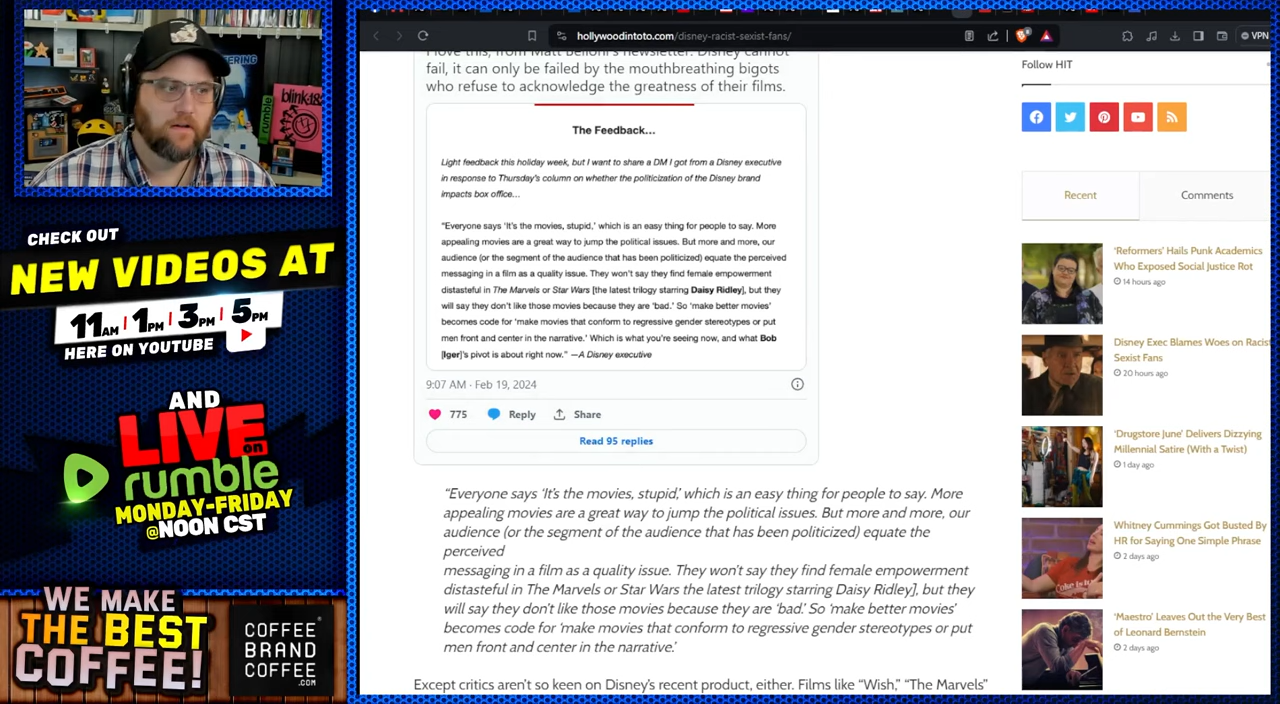 hollywoodintoto.com/disney-racist-sexist-fans/
VPN
blink-182
rumble
CHECK OUT
NEW VIDEOS AT
11AM | 1PM | 3PM | 5PM
HERE ON YOUTUBE
AND
LIVE on
rumble
MONDAY-FRIDAY
@NOON CST
WE MAKE
THE BEST
COFFEE!
COFFEE
BRAND
COFFEE
.COM
I love this, from Matt Belloni's newsletter. Disney cannot
fail, it can only be failed by the mouthbreathing bigots
who refuse to acknowledge the greatness of their films.
The Feedback...
Light feedback this holiday week, but I want to share a DM I got from a Disney executive
in response to Thursday's column on whether the politicization of the Disney brand
impacts box office...
"Everyone says 'It's the movies, stupid,' which is an easy thing for people to say. More
appealing movies are a great way to jump the political issues. But more and more, our
audience (or the segment of the audience that has been politicized) equate the perceived
messaging in a film as a quality issue. They won't say they find female empowerment
distasteful in The Marvels or Star Wars [the latest trilogy starring Daisy Ridley], but they
will say they don't like those movies because they are 'bad.' So 'make better movies'
becomes code for 'make movies that conform to regressive gender stereotypes or put
men front and center in the narrative.' Which is what you're seeing now, and what Bob
[Iger]'s pivot is about right now." —A Disney executive
9:07 AM · Feb 19, 2024
775 Reply Share
Read 95 replies
"Everyone says 'It's the movies, stupid,' which is an easy thing for people to say. More
appealing movies are a great way to jump the political issues. But more and more, our
audience (or the segment of the audience that has been politicized) equate the
perceived
messaging in a film as a quality issue. They won't say they find female empowerment
distasteful in The Marvels or Star Wars the latest trilogy starring Daisy Ridley], but they
will say they don't like those movies because they are 'bad.' So 'make better movies'
becomes code for 'make movies that conform to regressive gender stereotypes or put
men front and center in the narrative.'
Except critics aren't so keen on Disney's recent product, either. Films like "Wish," "The Marvels"
Follow HIT
Recent Comments
'Reformers' Hails Punk Academics
Who Exposed Social Justice Rot
14 hours ago
Disney Exec Blames Woes on Racist
Sexist Fans
20 hours ago
'Drugstore June' Delivers Dizzying
Millennial Satire (With a Twist)
1 day ago
Whitney Cummings Got Busted By
HR for Saying One Simple Phrase
2 days ago
'Maestro' Leaves Out the Very Best
of Leonard Bernstein
2 days ago